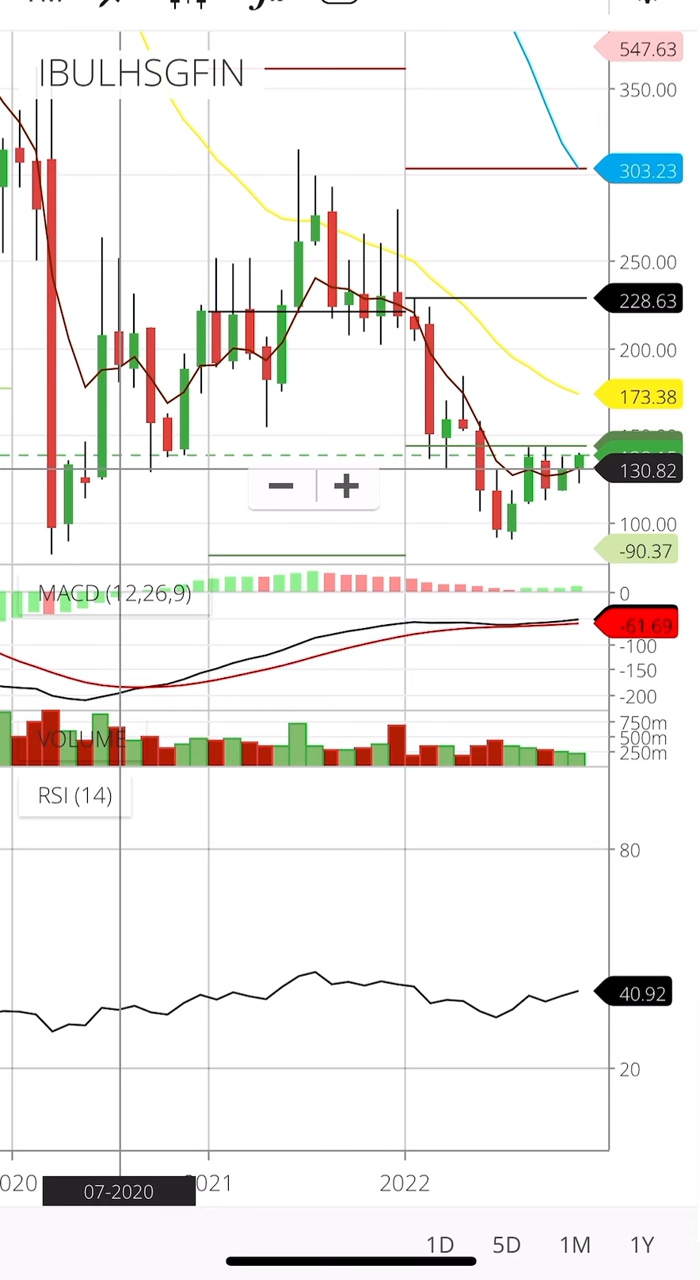 IBULHSGFIN
547.63
350.00
303.23
250.00
228.63
200.00
173.38
130.82
100.00
-90.37
MACD (12,26,9)
0
-61.69
-100
-150
-200
VOLUME
750m
500m
250m
RSI (14)
80
40.92
20
2022
07-2020
1D 5D 1M 1Y